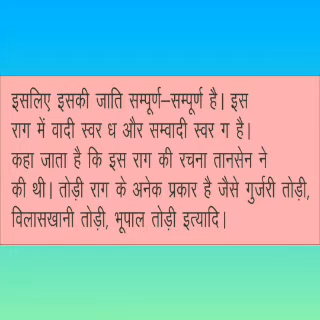 इसलिए इसकी जाति सम्पूर्ण–सम्पूर्ण है। इस
राग में वादी स्वर ध और सम्वादी स्वर ग है।
कहा जाता है कि इस राग की रचना तानसेन ने
की थी। तोड़ी राग के अनेक प्रकार है जैसे गुर्जरी तोड़ी,
विलासखानी तोड़ी, भूपाल तोड़ी इत्यादि।